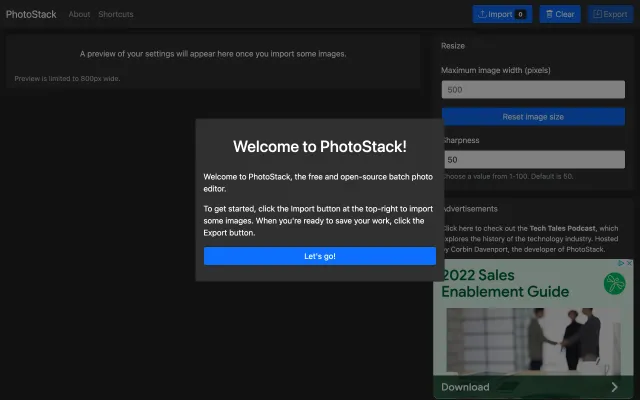 PhotoStack About Shortcuts Import 0 Clear Export
A preview of your settings will appear here once you import some images.
Preview is limited to 800px wide.
Resize
Maximum image width (pixels)
500
Reset image size
Sharpness
50
Choose a value from 1-100. Default is 50.
Welcome to PhotoStack!
Welcome to PhotoStack, the free and open-source batch photo
editor.
To get started, click the Import button at the top-right to import
some images. When you're ready to save your work, click the
Export button.
Let's go!
Advertisements
Click here to check out the Tech Tales Podcast, which
explores the history of the technology industry. Hosted
by Corbin Davenport, the developer of PhotoStack.
2022 Sales
Enablement Guide
Download